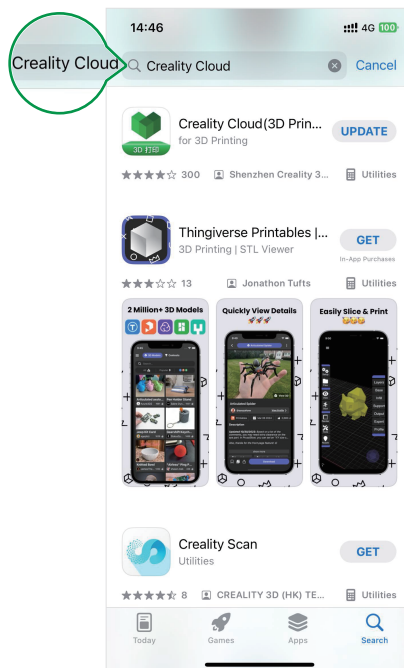 14:46
4G 100
Creality Cloud
Creality Cloud
Cancel
3D 打印
Creality Cloud(3D Prin...
for 3D Printing
UPDATE
300
Shenzhen Creality 3...
Utilities
Thingiverse Printables |...
3D Printing | STL Viewer
GET
In-App Purchases
13
Jonathon Tufts
Utilities
2 Million+ 3D Models
Quickly View Details
Easily Slice & Print
Creality Scan
Utilities
GET
8
CREALITY 3D (HK) TE...
Utilities
Today
Games
Apps
Search